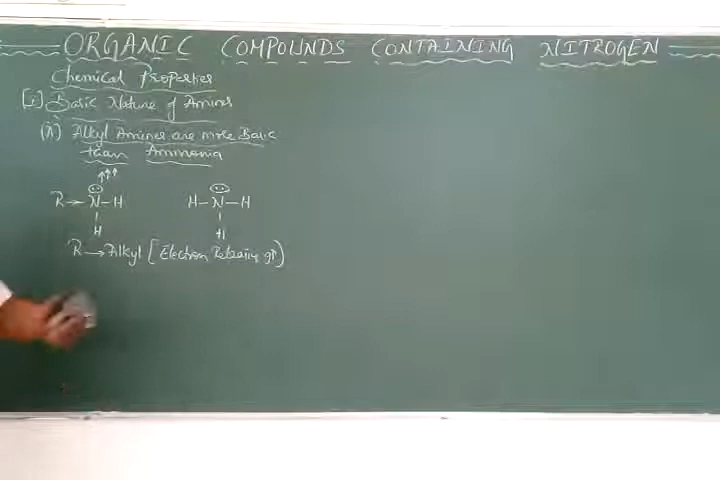 ORGANIC COMPOUNDS CONTAINING NITROGEN
Chemical Properties
[i] Basic Nature of Amines
(A) Alkyl Amines are more Basic
than Ammonia
R→N-H H-N-H
H H
R→Alkyl [Electron Releasing gp)